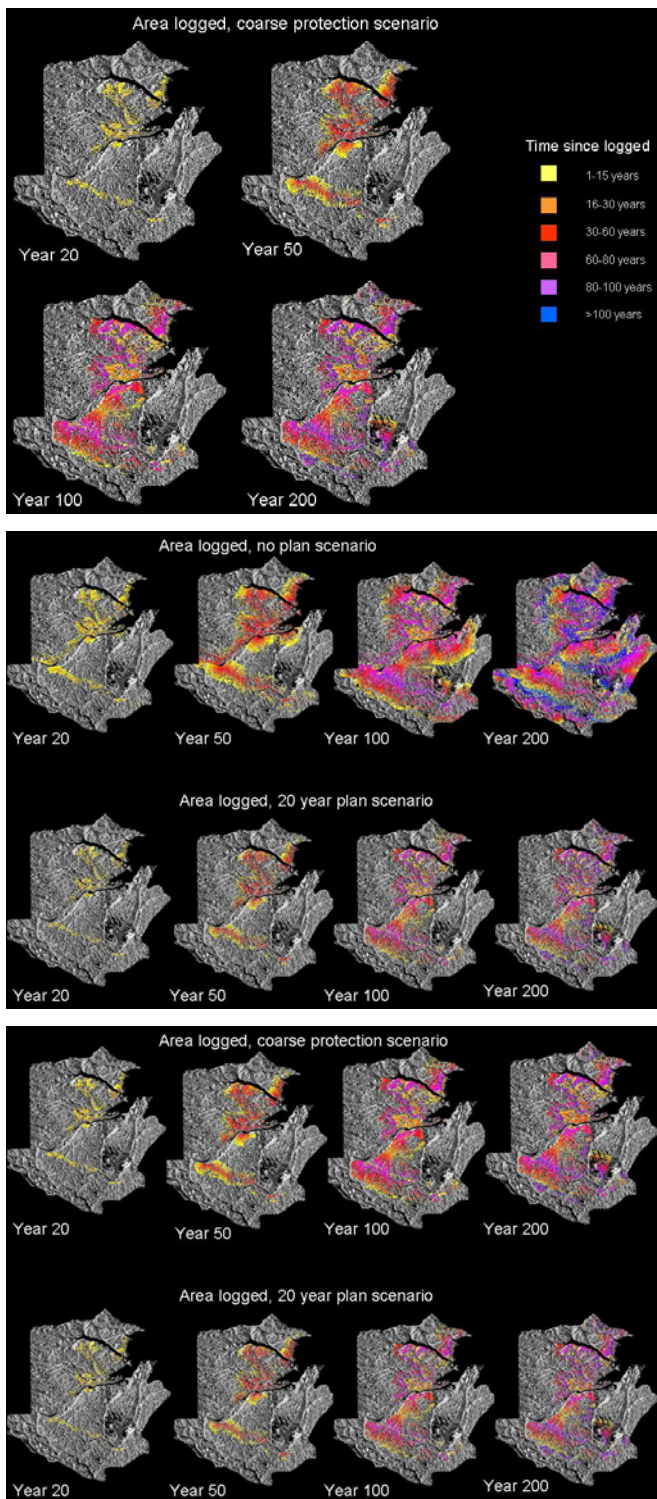 Area logged, coarse protection scenario
Time since logged
1-15 years
16-30 years
30-60 years
60-80 years
80-100 years
>100 years
Year 20
Year 50
Year 100
Year 200
Area logged, no plan scenario
Year 20
Year 50
Year 100
Year 200
Area logged, 20 year plan scenario
Year 20
Year 50
Year 100
Year 200
Area logged, coarse protection scenario
Year 20
Year 50
Year 100
Year 200
Area logged, 20 year plan scenario
Year 20
Year 50
Year 100
Year 200